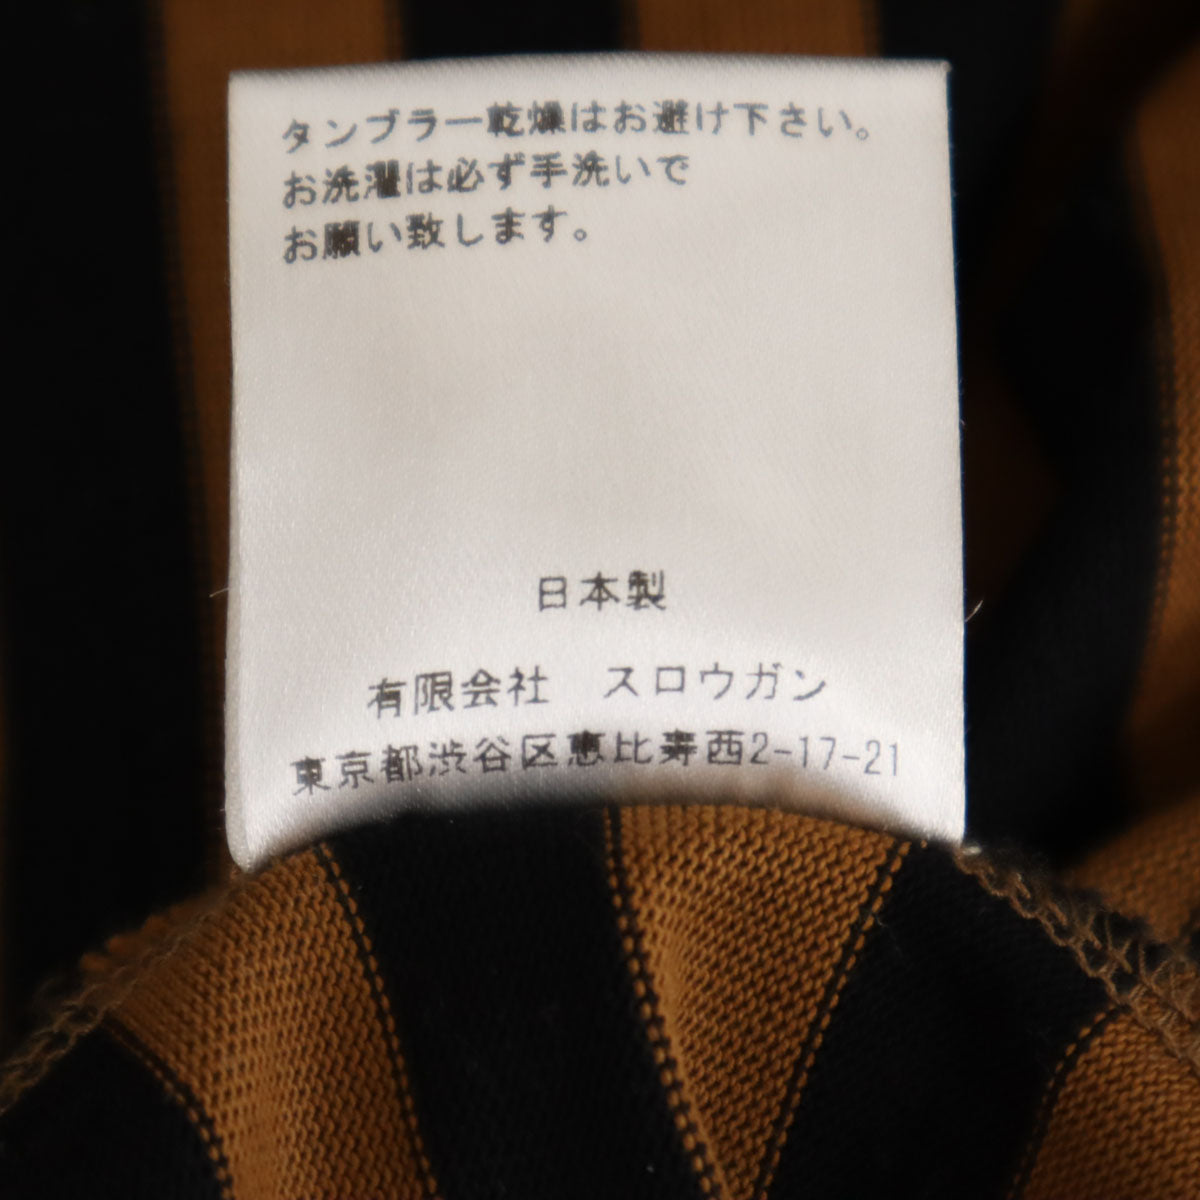 タンブラー乾燥はお避け下さい。
お洗濯は必ず手洗いで
お願い致します。
日本製
有限会社　スロウガン
東京都渋谷区恵比寿西2-17-21